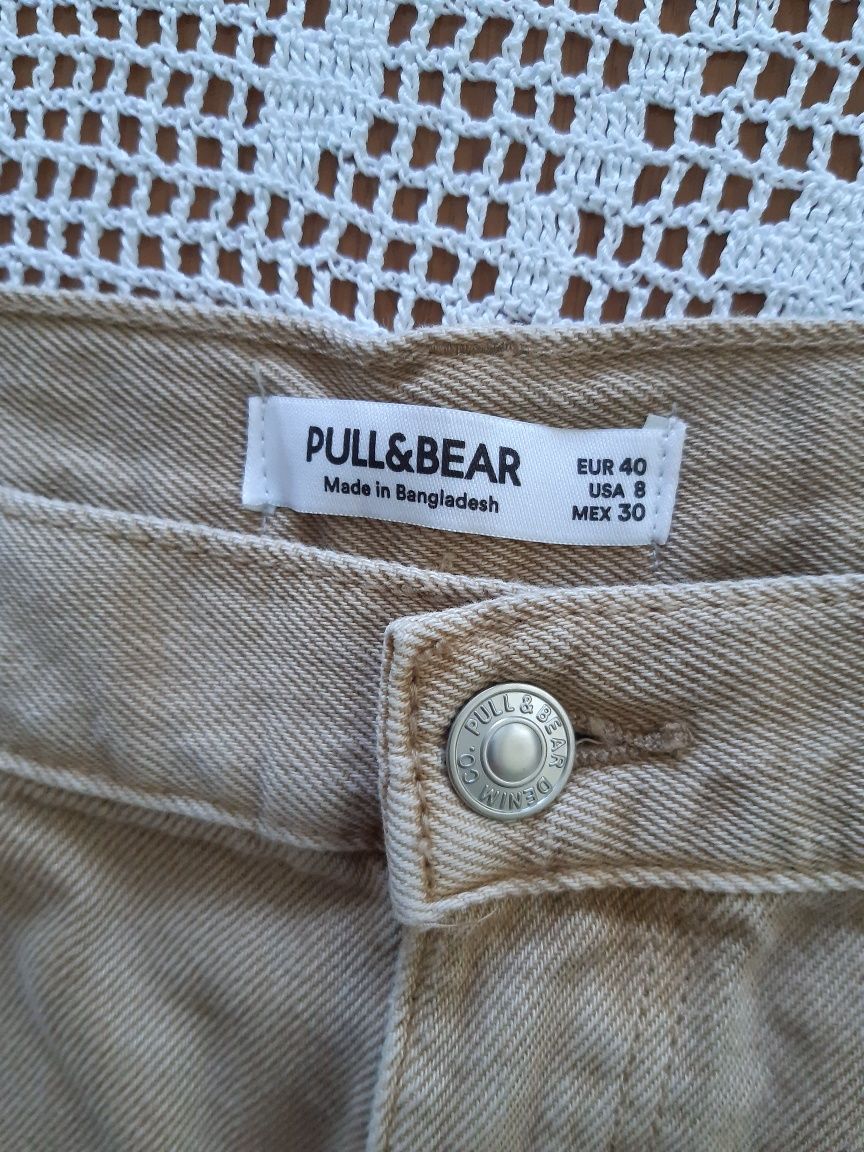 PULL&BEAR
Made in Bangladesh
EUR 40
USA 8
MEX 30
PULL & BEAR DENIM CO.